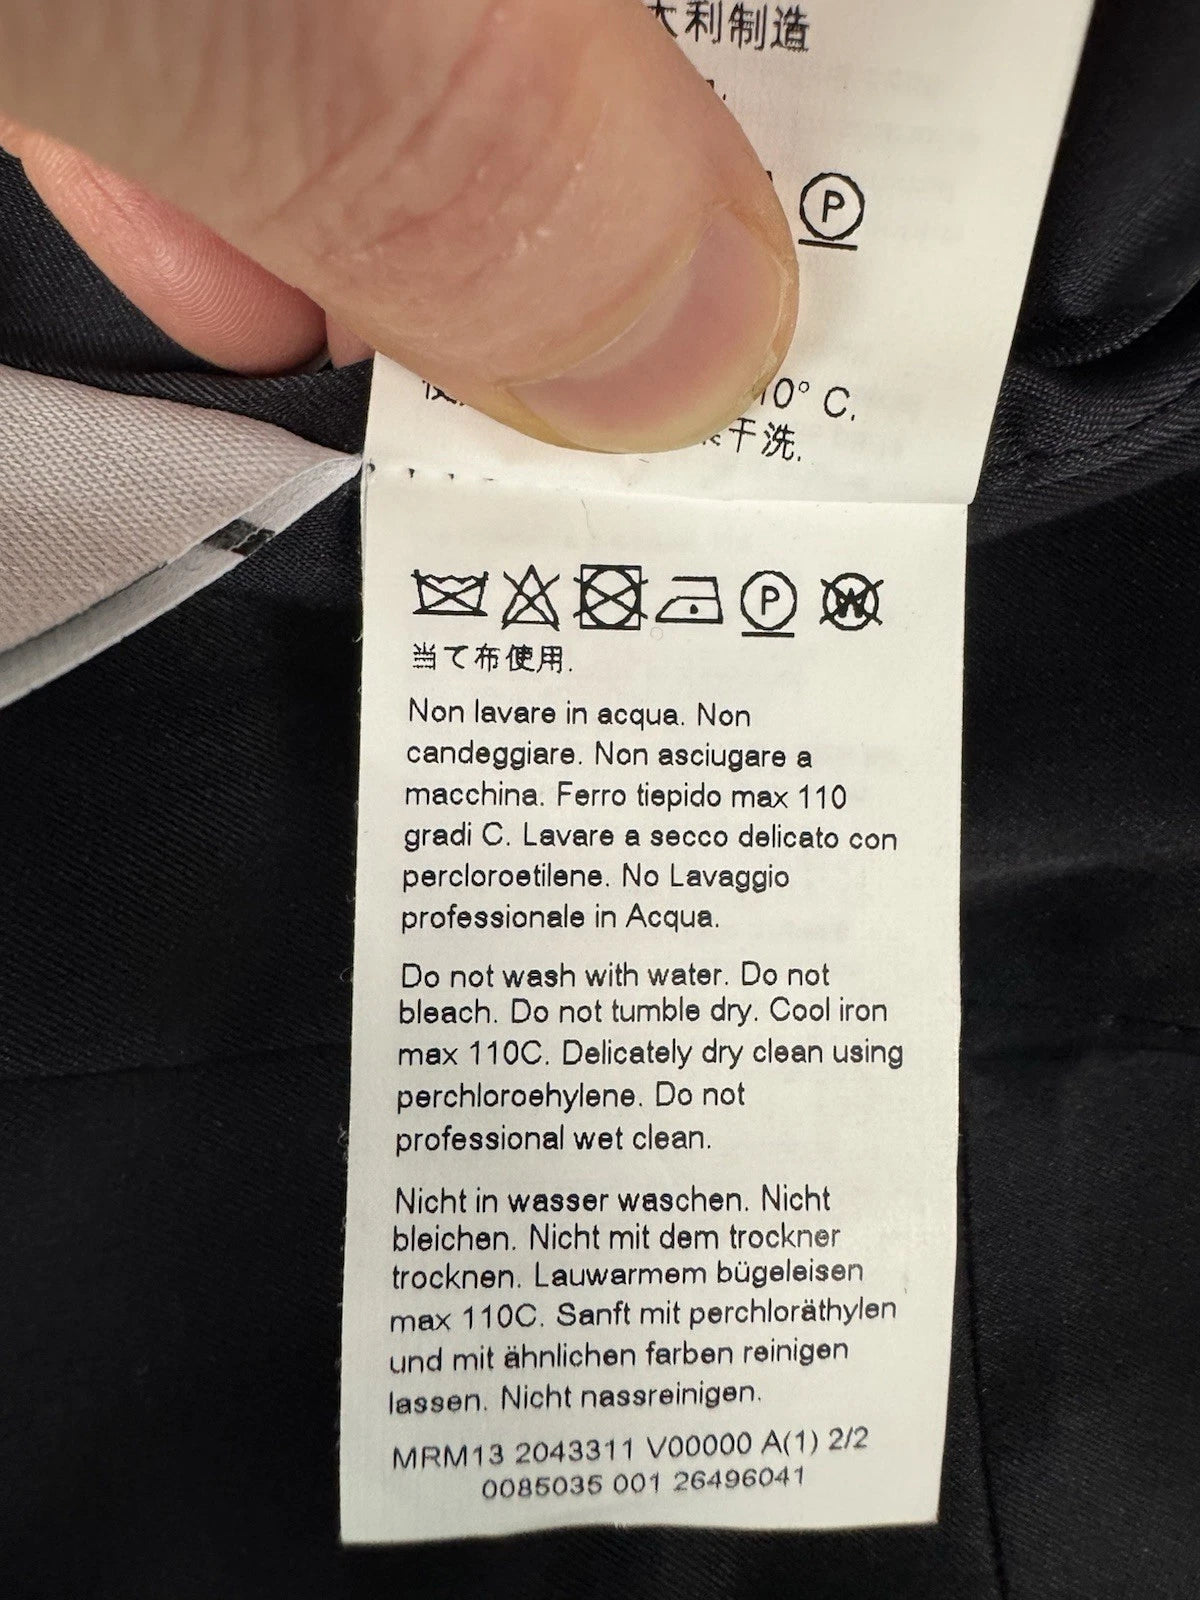 大利制造
P
10° C.
干洗.
P W
当て布使用.
Non lavare in acqua. Non
candeggiare. Non asciugare a
macchina. Ferro tiepido max 110
gradi C. Lavare a secco delicato con
percloroetilene. No Lavaggio
professionale in Acqua.
Do not wash with water. Do not
bleach. Do not tumble dry. Cool iron
max 110C. Delicately dry clean using
perchloroehylene. Do not
professional wet clean.
Nicht in wasser waschen. Nicht
bleichen. Nicht mit dem trockner
trocknen. Lauwarmem bügeleisen
max 110C. Sanft mit perchloräthylen
und mit ähnlichen farben reinigen
lassen. Nicht nassreinigen.
MRM13 2043311 V00000 A(1) 2/2
0085035 001 26496041